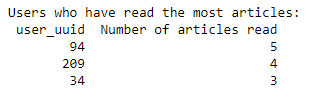 Users who have read the most articles:
user_uuid  Number of articles read
94  5
209  4
34  3